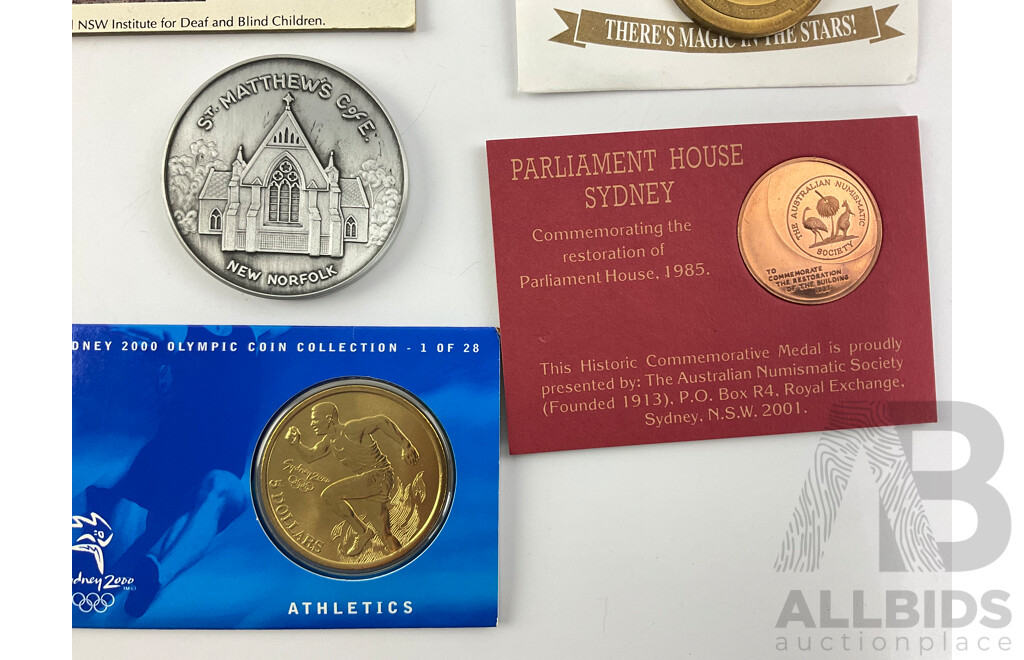 NSW Institute for Deaf and Blind Children.
THERE'S MAGIC IN THE STARS!
ST. MATTHEW'S C of E.
NEW NORFOLK
PARLIAMENT HOUSE
SYDNEY
Commemorating the
restoration of
Parliament House, 1985.
THE AUSTRALIAN NUMISMATIC
SOCIETY
TO
COMMEMORATE
THE RESTORATION
OF THE BUILDING
1985
This Historic Commemorative Medal is proudly
presented by: The Australian Numismatic Society
(Founded 1913), P.O. Box R4, Royal Exchange,
Sydney, N.S.W. 2001.
DNEY 2000 OLYMPIC COIN COLLECTION - 1 OF 28
Sydney 2000
5 DOLLARS
ydney 2000
ATHLETICS
AB
ALLBIDS
auctionplace